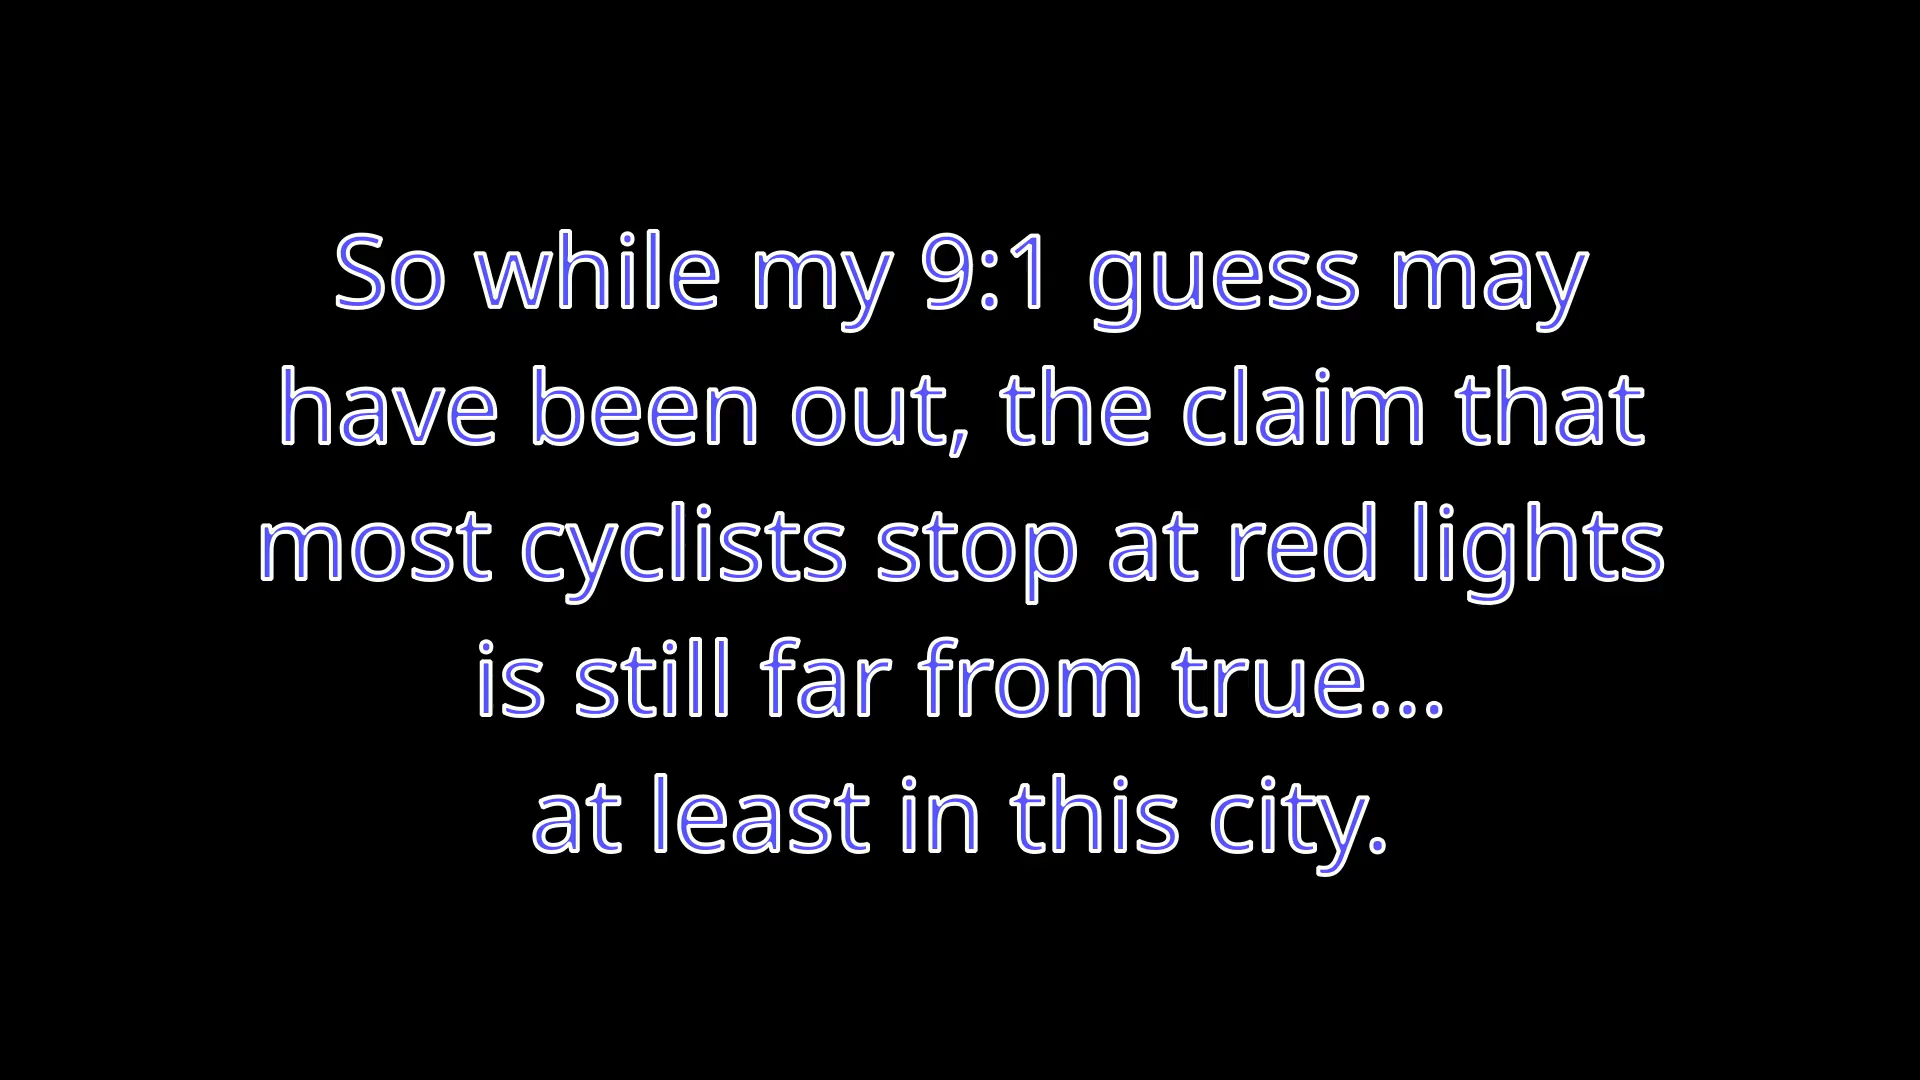 So while my 9:1 guess may
have been out, the claim that
most cyclists stop at red lights
is still far from true...
at least in this city.